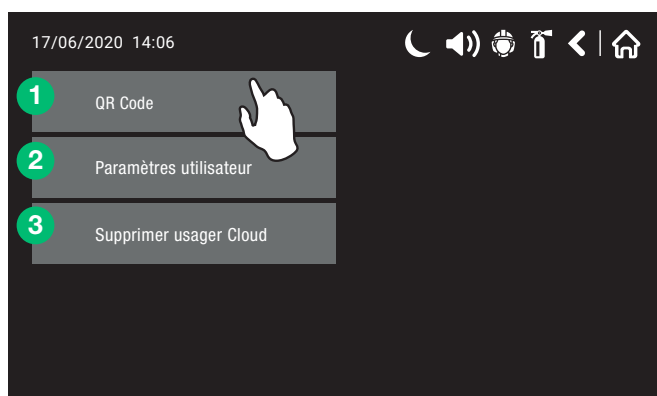 17/06/2020 14:06
1 QR Code
2 Paramètres utilisateur
3 Supprimer usager Cloud